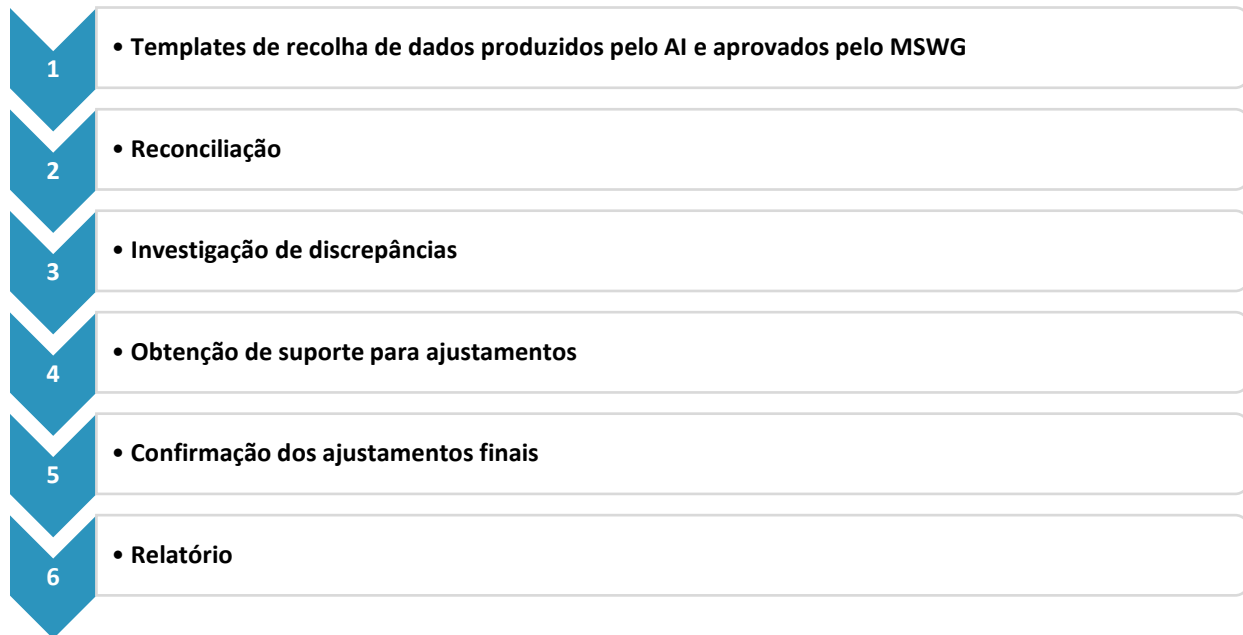 1
• Templates de recolha de dados produzidos pelo AI e aprovados pelo MSWG
2
• Reconciliação
3
• Investigação de discrepâncias
4
• Obtenção de suporte para ajustamentos
5
• Confirmação dos ajustamentos finais
6
• Relatório